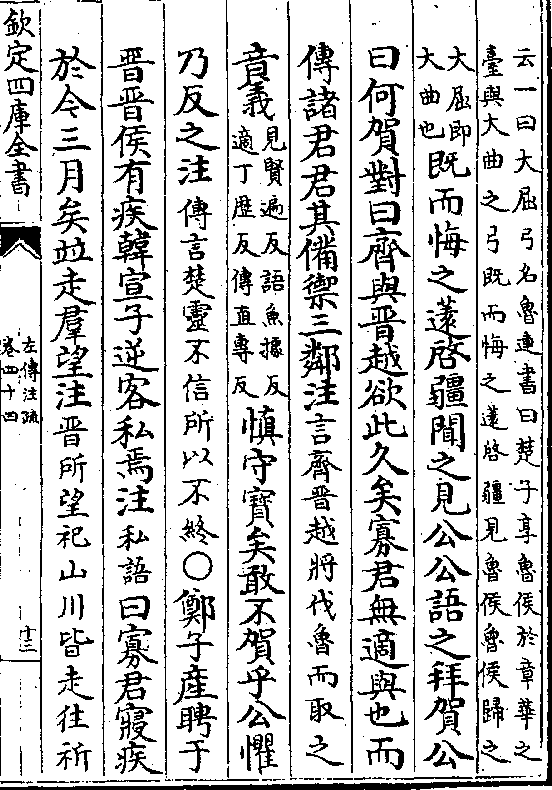 云一曰大屈弓名魯連書曰楚子享魯侯於章華之
臺與大曲之弓既而悔之薳啓疆見魯侯魯侯歸之
大屈即
大曲也既而悔之薳啓疆聞之見公公語之拜賀公
曰何賀對曰齊與晉越欲此久矣寡君無適與也而
傳諸君君其備禦三鄰注言齊晉越將伐魯而取之
音義見賢遍反語魚據反
適丁歴反傳直專反慎守寶矣敢不賀乎公懼
乃反之注傳言楚靈不信所以不終○鄭子産聘于
晉晉侯有疾韓宣子逆客私焉注私語曰寡君寢疾
於今三月矣並走羣望注晉所望祀山川皆走往祈
欽定四庫全書
左傳注疏
卷四十四
十三